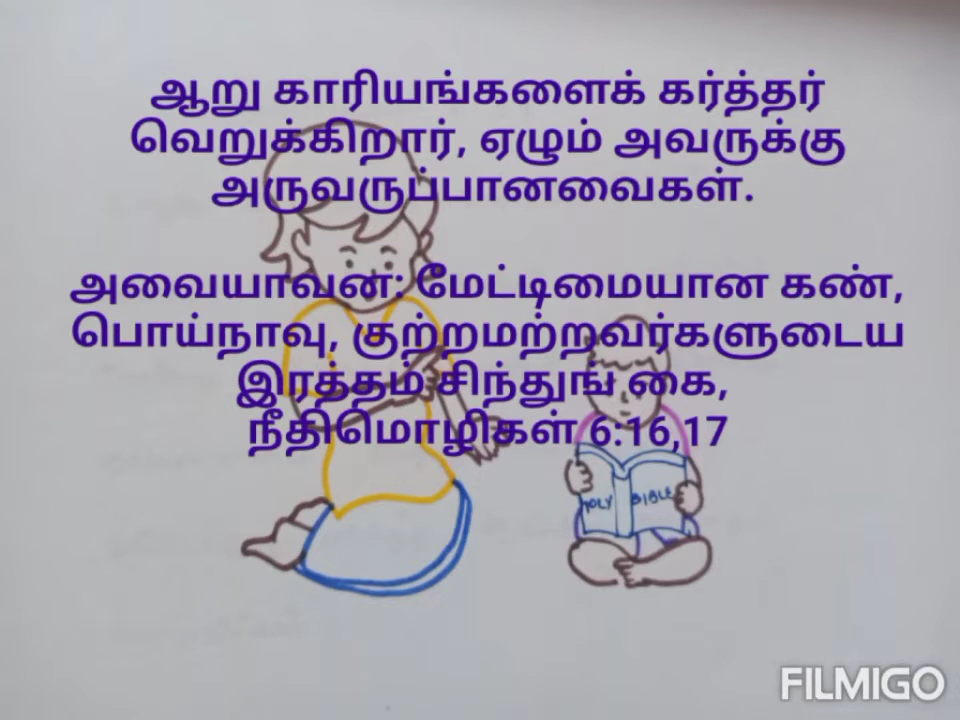 ஆறு காரியங்களைக் கர்த்தர்
வெறுக்கிறார், ஏழும் அவருக்கு
அருவருப்பானவைகள்.
அவையாவன: மேட்டிமையான கண்,
பொய்நாவு, குற்றமற்றவர்களுடைய
இரத்தம் சிந்துங் கை,
நீதிமொழிகள் 6:16,17
HOLY BIBLE
FILMIGO